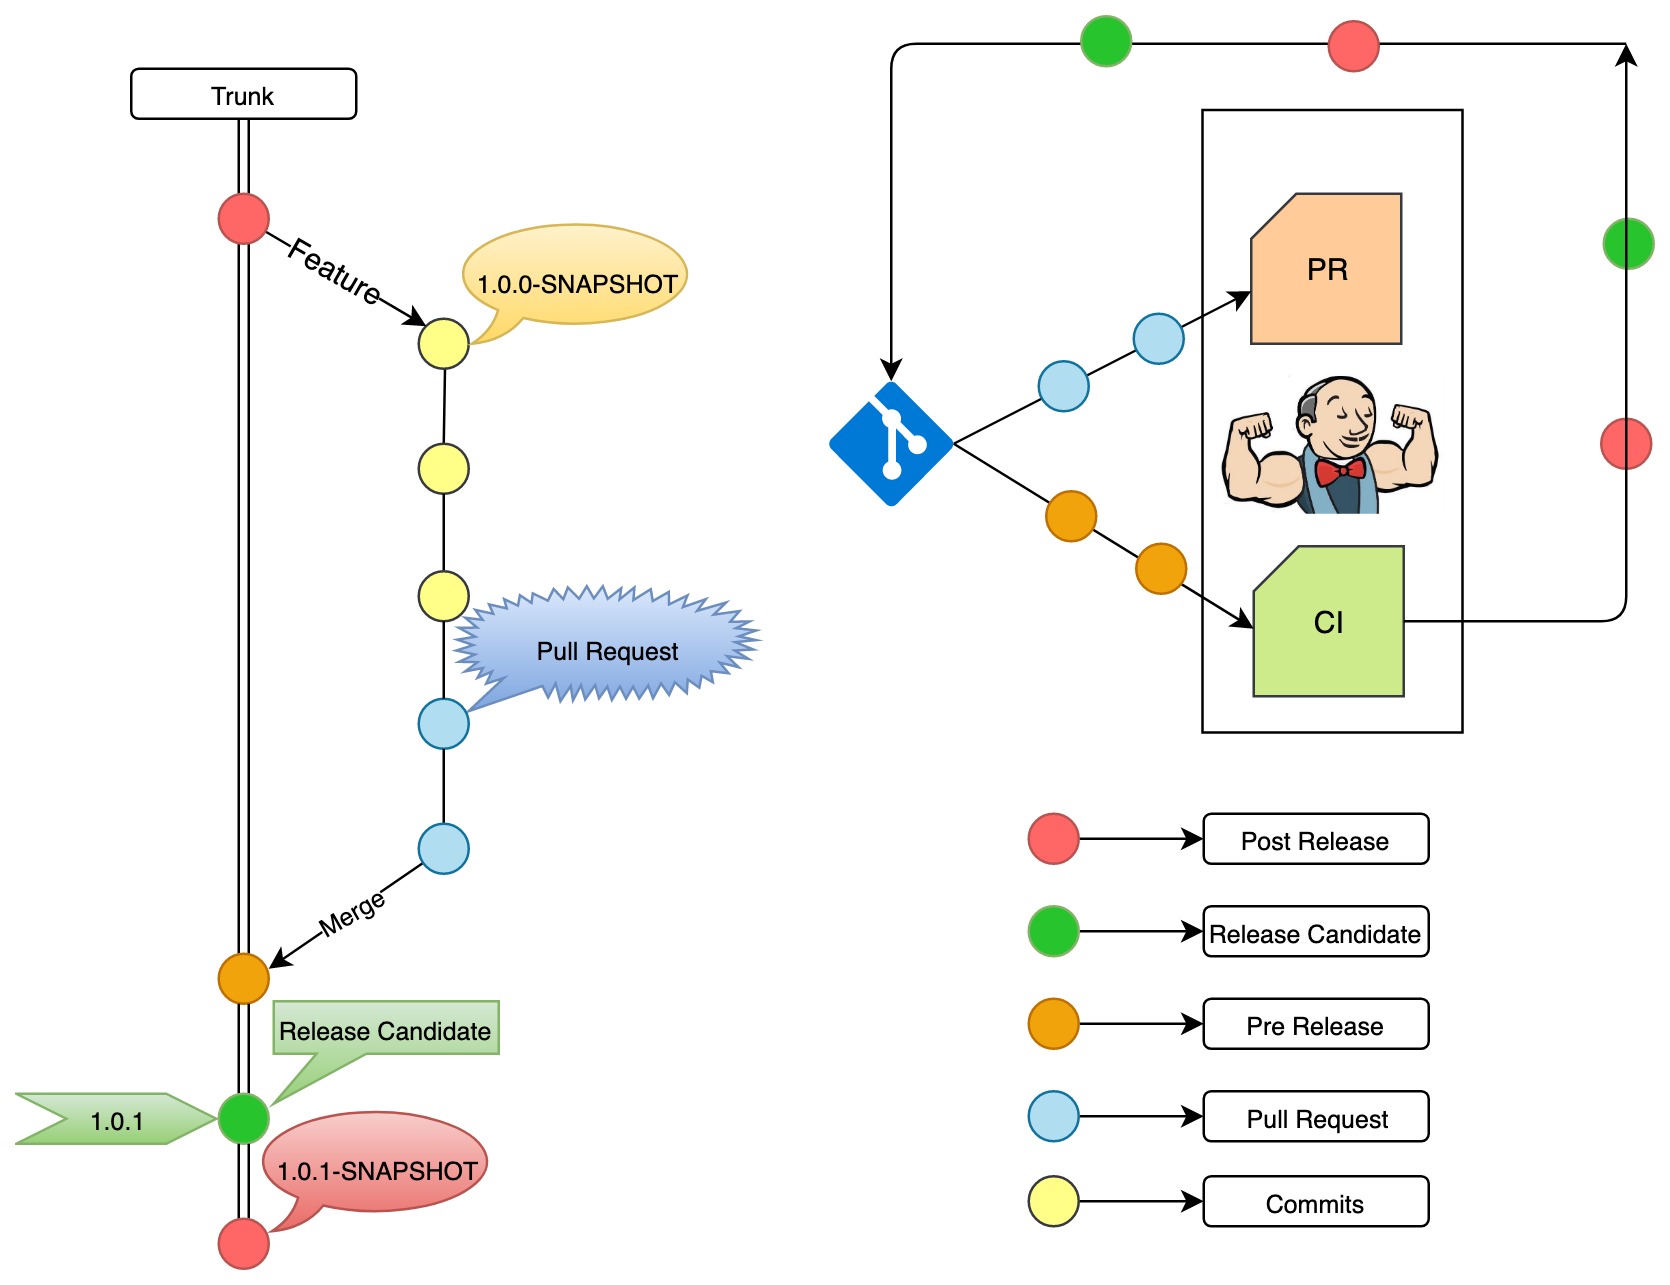 Trunk
Feature
1.0.0-SNAPSHOT
Pull Request
Merge
Release Candidate
1.0.1
1.0.1-SNAPSHOT
PR
CI
Post Release
Release Candidate
Pre Release
Pull Request
Commits